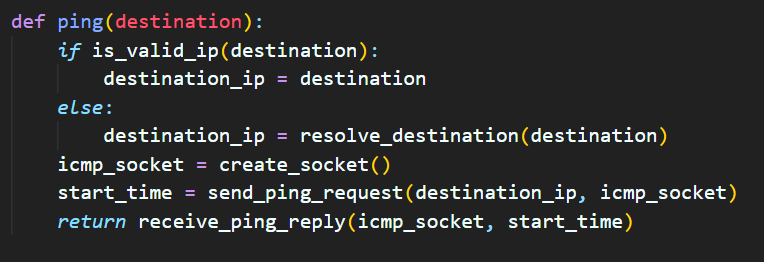 def ping(destination):
    if is_valid_ip(destination):
        destination_ip = destination
    else:
        destination_ip = resolve_destination(destination)
    icmp_socket = create_socket()
    start_time = send_ping_request(destination_ip, icmp_socket)
    return receive_ping_reply(icmp_socket, start_time)